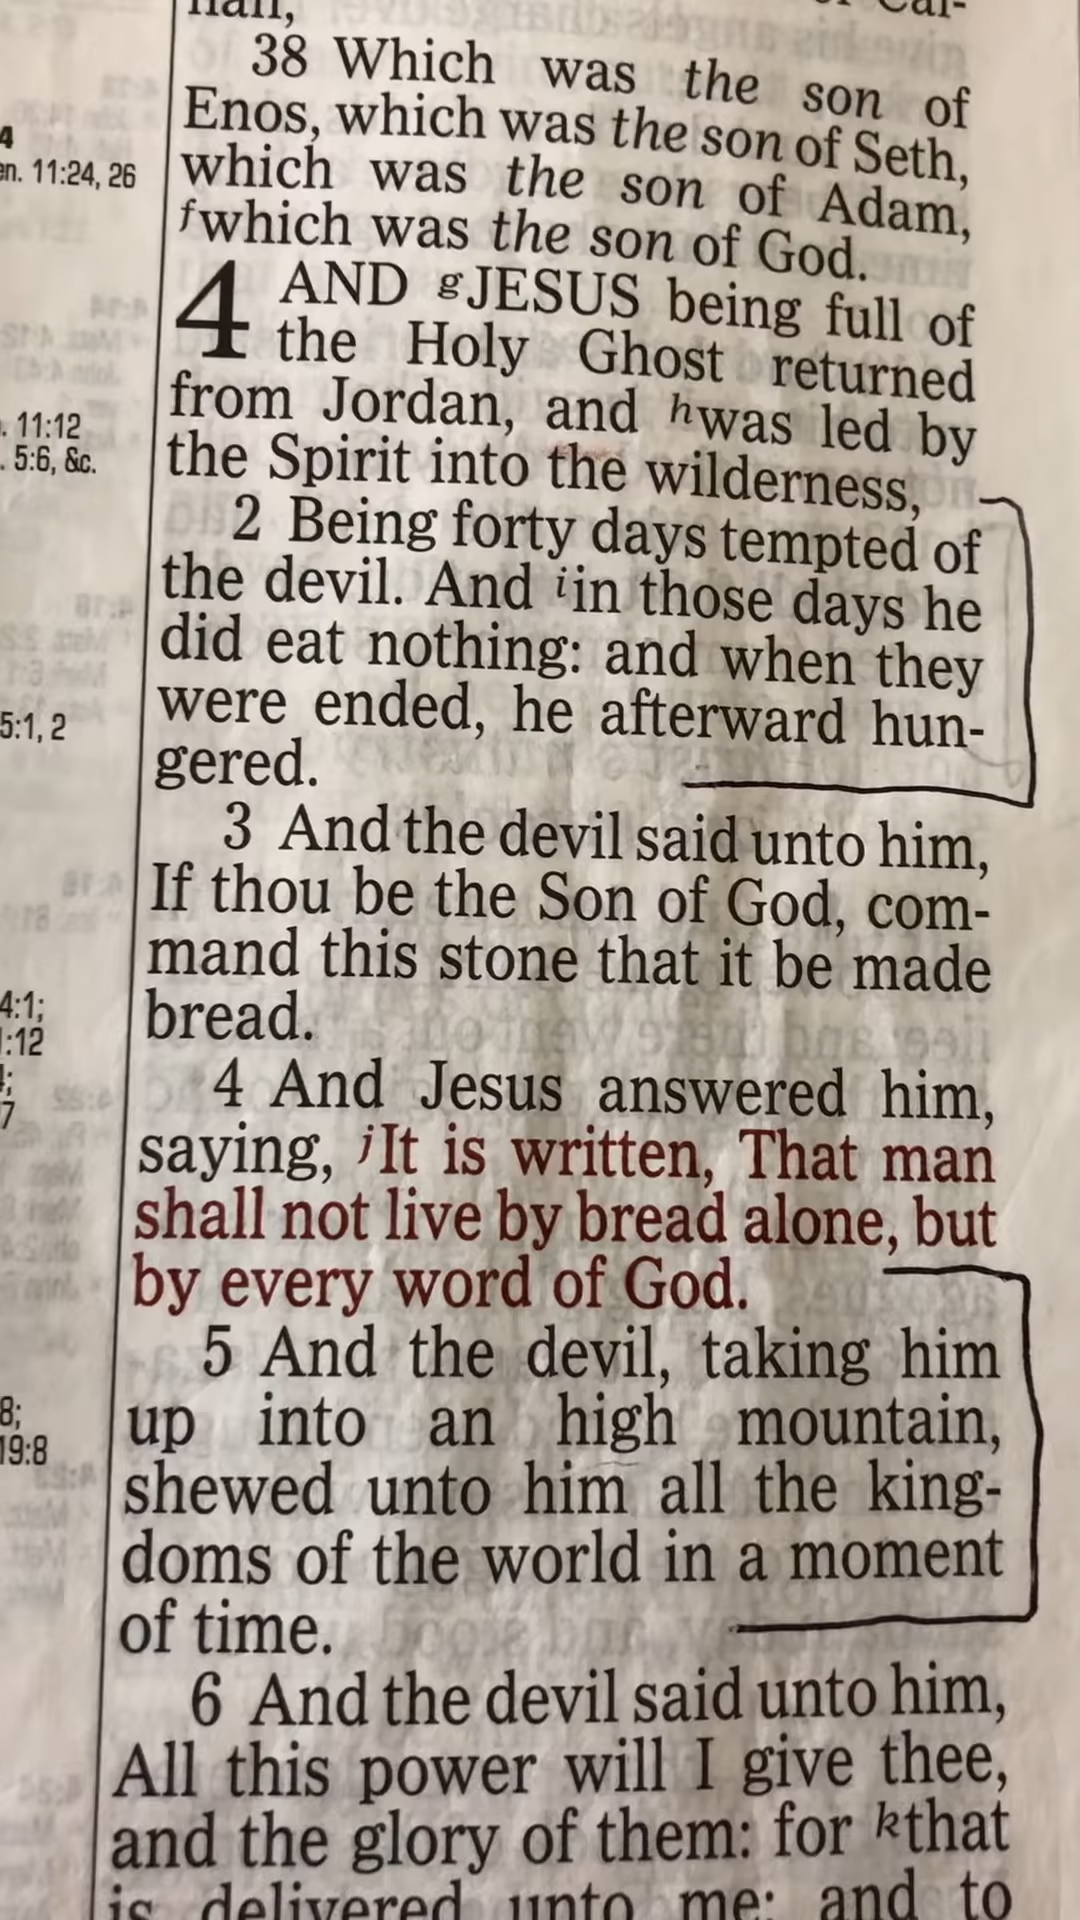 38 Which was the son of
Enos, which was the son of Seth,
which was the son of Adam,
fwhich was the son of God.
4 AND gJESUS being full of
the Holy Ghost returned
from Jordan, and hwas led by
the Spirit into the wilderness,
2 Being forty days tempted of
the devil. And iin those days he
did eat nothing: and when they
were ended, he afterward hun-
gered.
3 And the devil said unto him,
If thou be the Son of God, com-
mand this stone that it be made
bread.
4 And Jesus answered him,
saying, jIt is written, That man
shall not live by bread alone, but
by every word of God.
5 And the devil, taking him
up into an high mountain,
shewed unto him all the king-
doms of the world in a moment
of time.
6 And the devil said unto him,
All this power will I give thee,
and the glory of them: for kthat
is delivered unto me: and to
4
11:24, 26
. 11:12
. 5:6, &c.
5:1, 2
4:1;
:12
;
7
8;
19:8